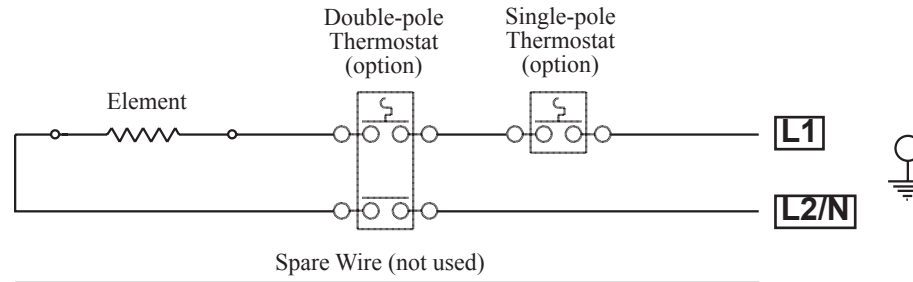 Double-pole
Thermostat
(option)
Single-pole
Thermostat
(option)
Element
L1
L2/N
Spare Wire (not used)